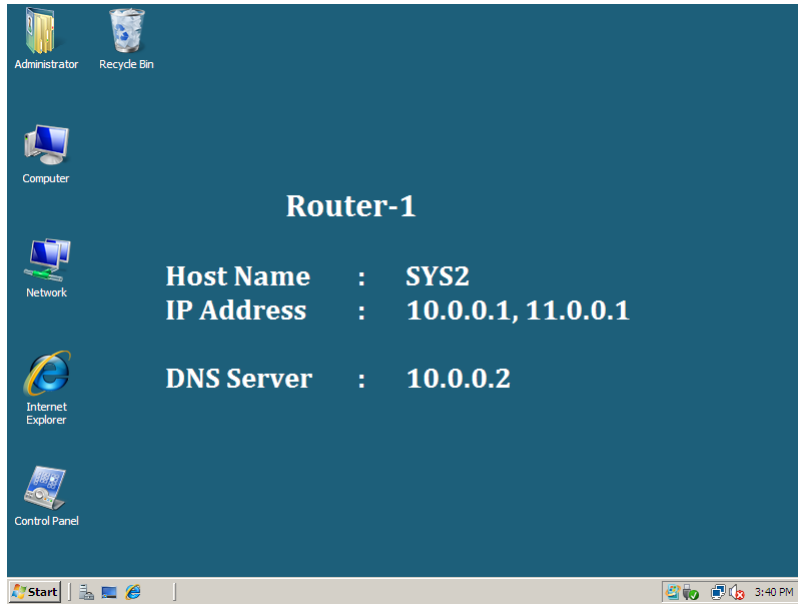 Administrator
Recycle Bin
Computer
Network
Internet
Explorer
Control Panel
Router-1
Host Name : SYS2
IP Address : 10.0.0.1, 11.0.0.1
DNS Server : 10.0.0.2
Start
3:40 PM